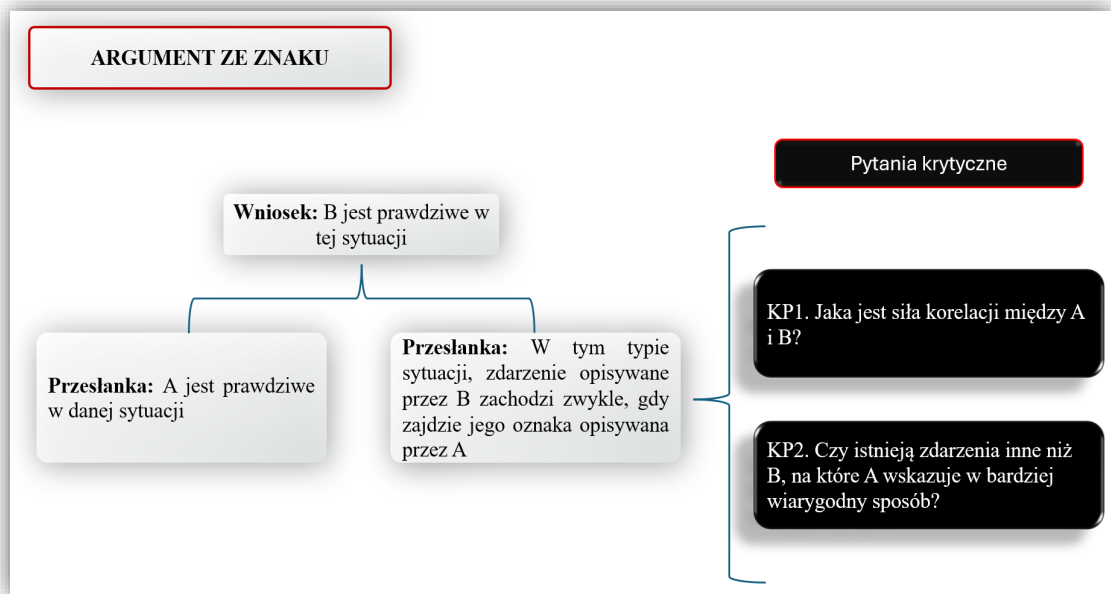 ARGUMENT ZE ZNAKU
Pytania krytyczne
Wniosek: B jest prawdziwe w
tej sytuacji
Przesłanka: A jest prawdziwe
w danej sytuacji
Przesłanka: W tym typie
sytuacji, zdarzenie opisywane
przez B zachodzi zwykle, gdy
zajdzie jego oznaka opisywana
przez A
KP1. Jaka jest siła korelacji między A
i B?
KP2. Czy istnieją zdarzenia inne niż
B, na które A wskazuje w bardziej
wiarygodny sposób?